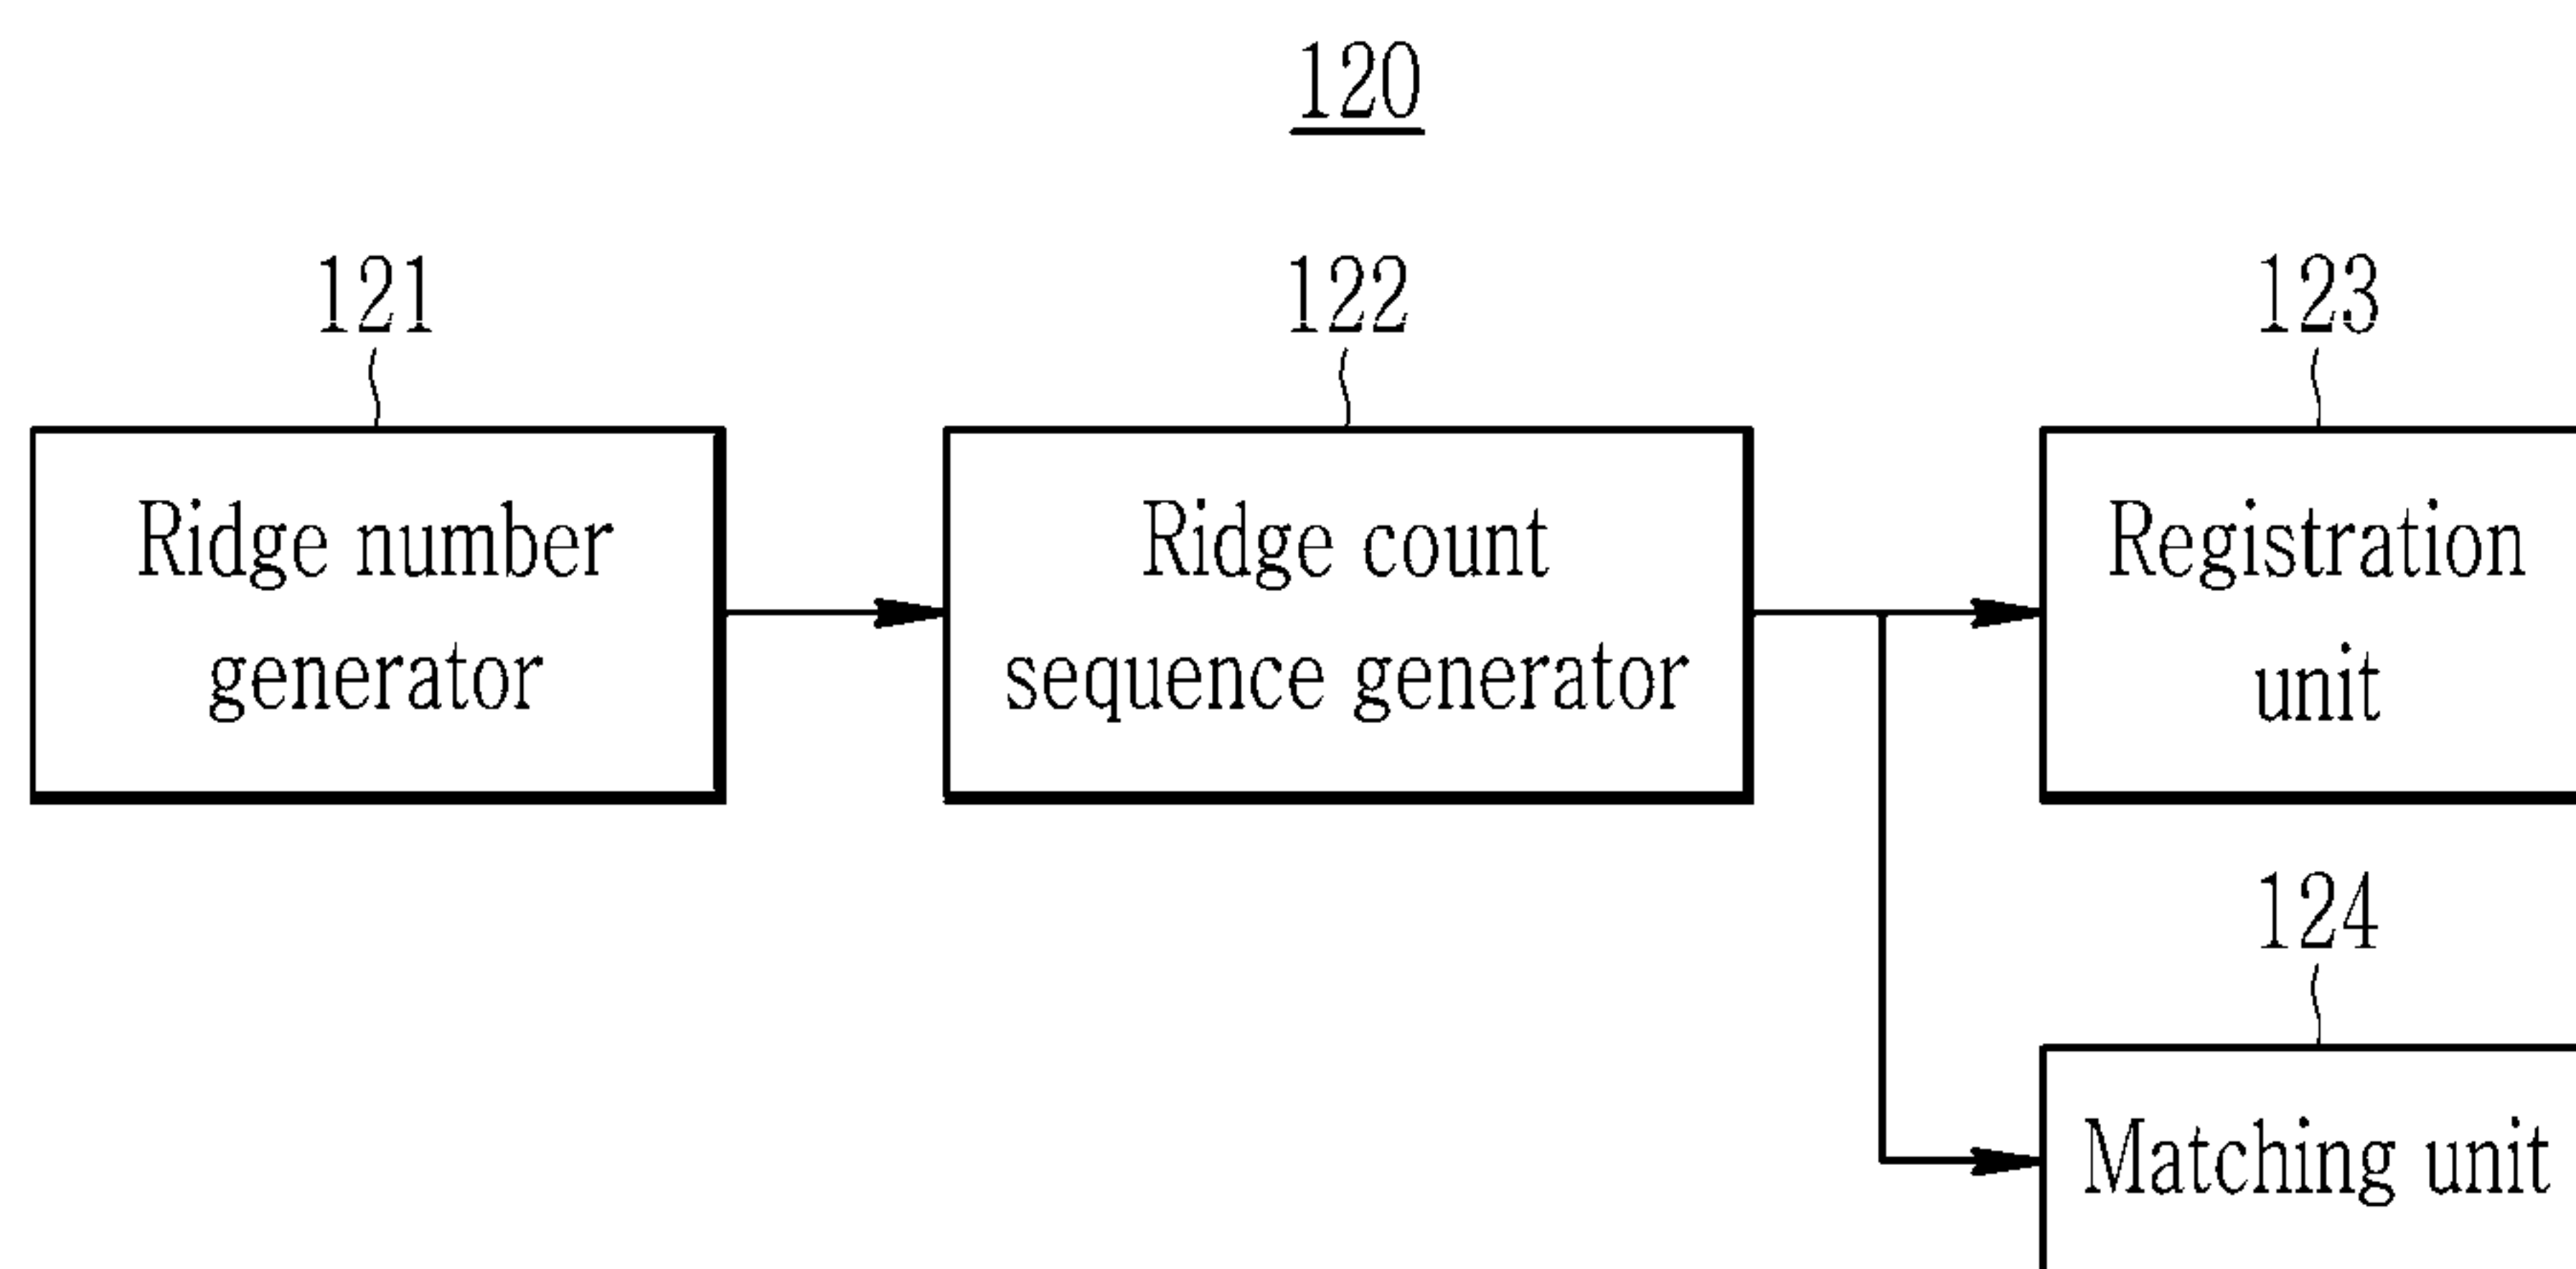 120
121
122
123
Ridge number
generator
Ridge count
sequence generator
Registration
unit
124
Matching unit